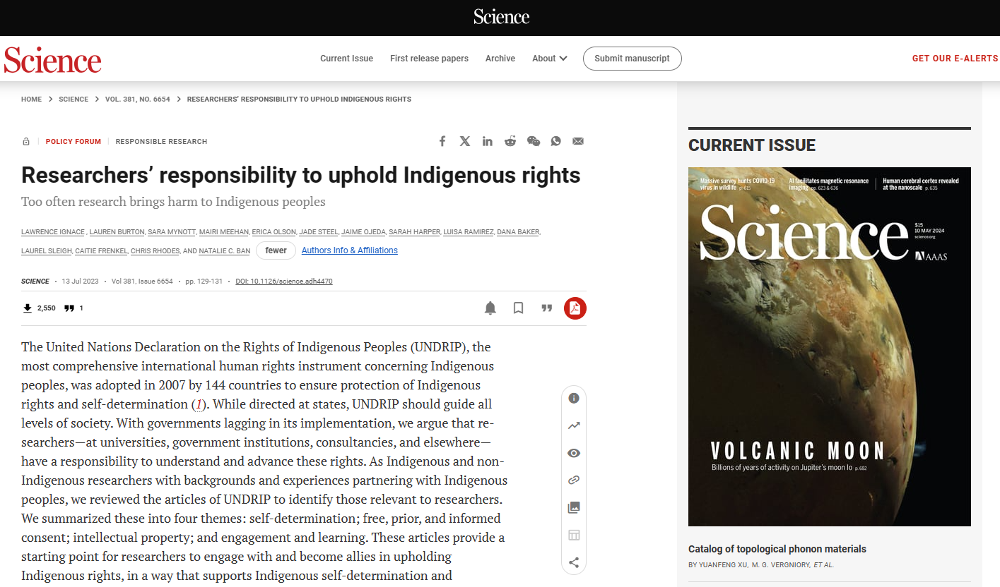 Science
Science
Current Issue First release papers Archive About Submit manuscript
GET OUR E-ALERTS
HOME > SCIENCE > VOL. 381, NO. 6654 > RESEARCHERS’ RESPONSIBILITY TO UPHOLD INDIGENOUS RIGHTS
POLICY FORUM | RESPONSIBLE RESEARCH
Researchers’ responsibility to uphold Indigenous rights
Too often research brings harm to Indigenous peoples
LAWRENCE IGNACE , LAUREN BURTON, SARA MYNOTT, MAIRI MEEHAN, ERICA OLSON, JADE STEEL, JAIME OJEDA, SARAH HARPER, LUISA RAMIREZ, DANA BAKER,
LAUREL SLEIGH, CAITIE FRENKEL, CHRIS RHODES, AND NATALIE C. BAN fewer Authors Info & Affiliations
SCIENCE · 13 Jul 2023 · Vol 381, Issue 6654 · pp. 129-131 · DOI: 10.1126/science.adh4470
2,550 1
The United Nations Declaration on the Rights of Indigenous Peoples (UNDRIP), the
most comprehensive international human rights instrument concerning Indigenous
peoples, was adopted in 2007 by 144 countries to ensure protection of Indigenous
rights and self-determination (1). While directed at states, UNDRIP should guide all
levels of society. With governments lagging in its implementation, we argue that re-
searchers—at universities, government institutions, consultancies, and elsewhere—
have a responsibility to understand and advance these rights. As Indigenous and non-
Indigenous researchers with backgrounds and experiences partnering with Indigenous
peoples, we reviewed the articles of UNDRIP to identify those relevant to researchers.
We summarized these into four themes: self-determination; free, prior, and informed
consent; intellectual property; and engagement and learning. These articles provide a
starting point for researchers to engage with and become allies in upholding
Indigenous rights, in a way that supports Indigenous self-determination and
CURRENT ISSUE
Massive survey hunts COVID-19
virus in wildlife p. 615
AI facilitates magnetic resonance
imaging pp. 623 & 636
Human cerebral cortex revealed
at the nanoscale p. 635
Science
$15
10 MAY 2024
science.org
AAAS
VOLCANIC MOON
Billions of years of activity on Jupiter’s moon Io p. 682
Catalog of topological phonon materials
BY YUANFENG XU, M. G. VERGNIORY, ET AL.